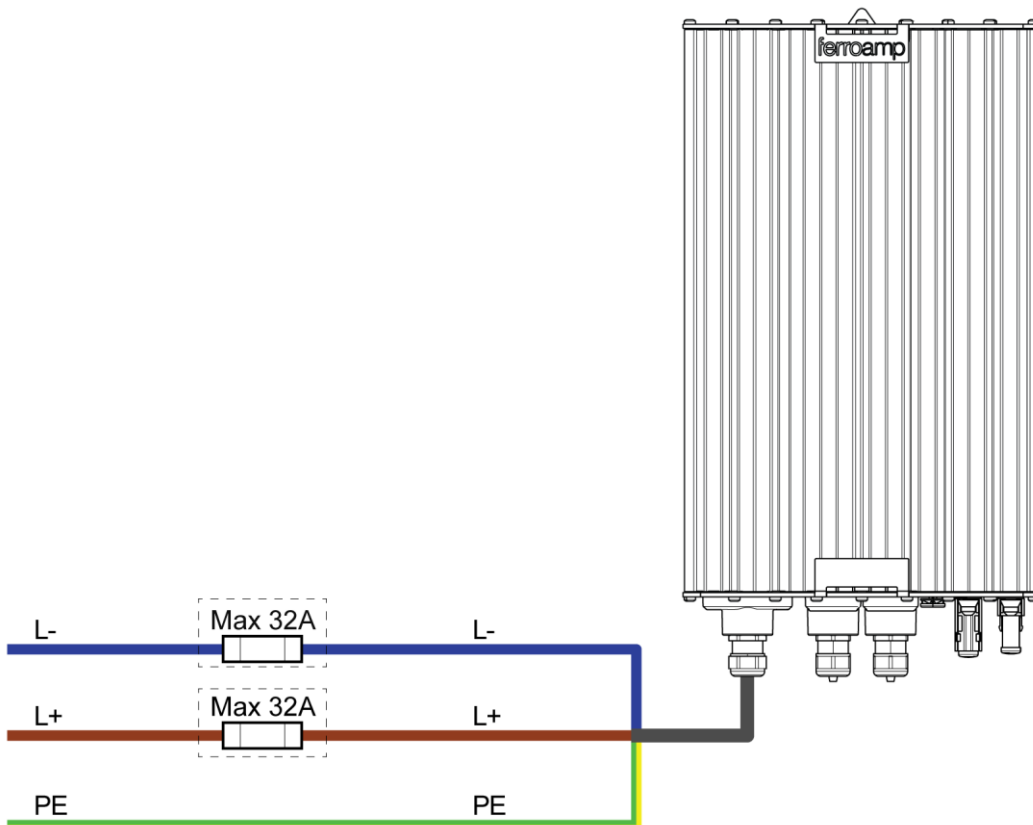 ferroamp
Max 32A
L- L-
Max 32A
L+ L+
PE PE